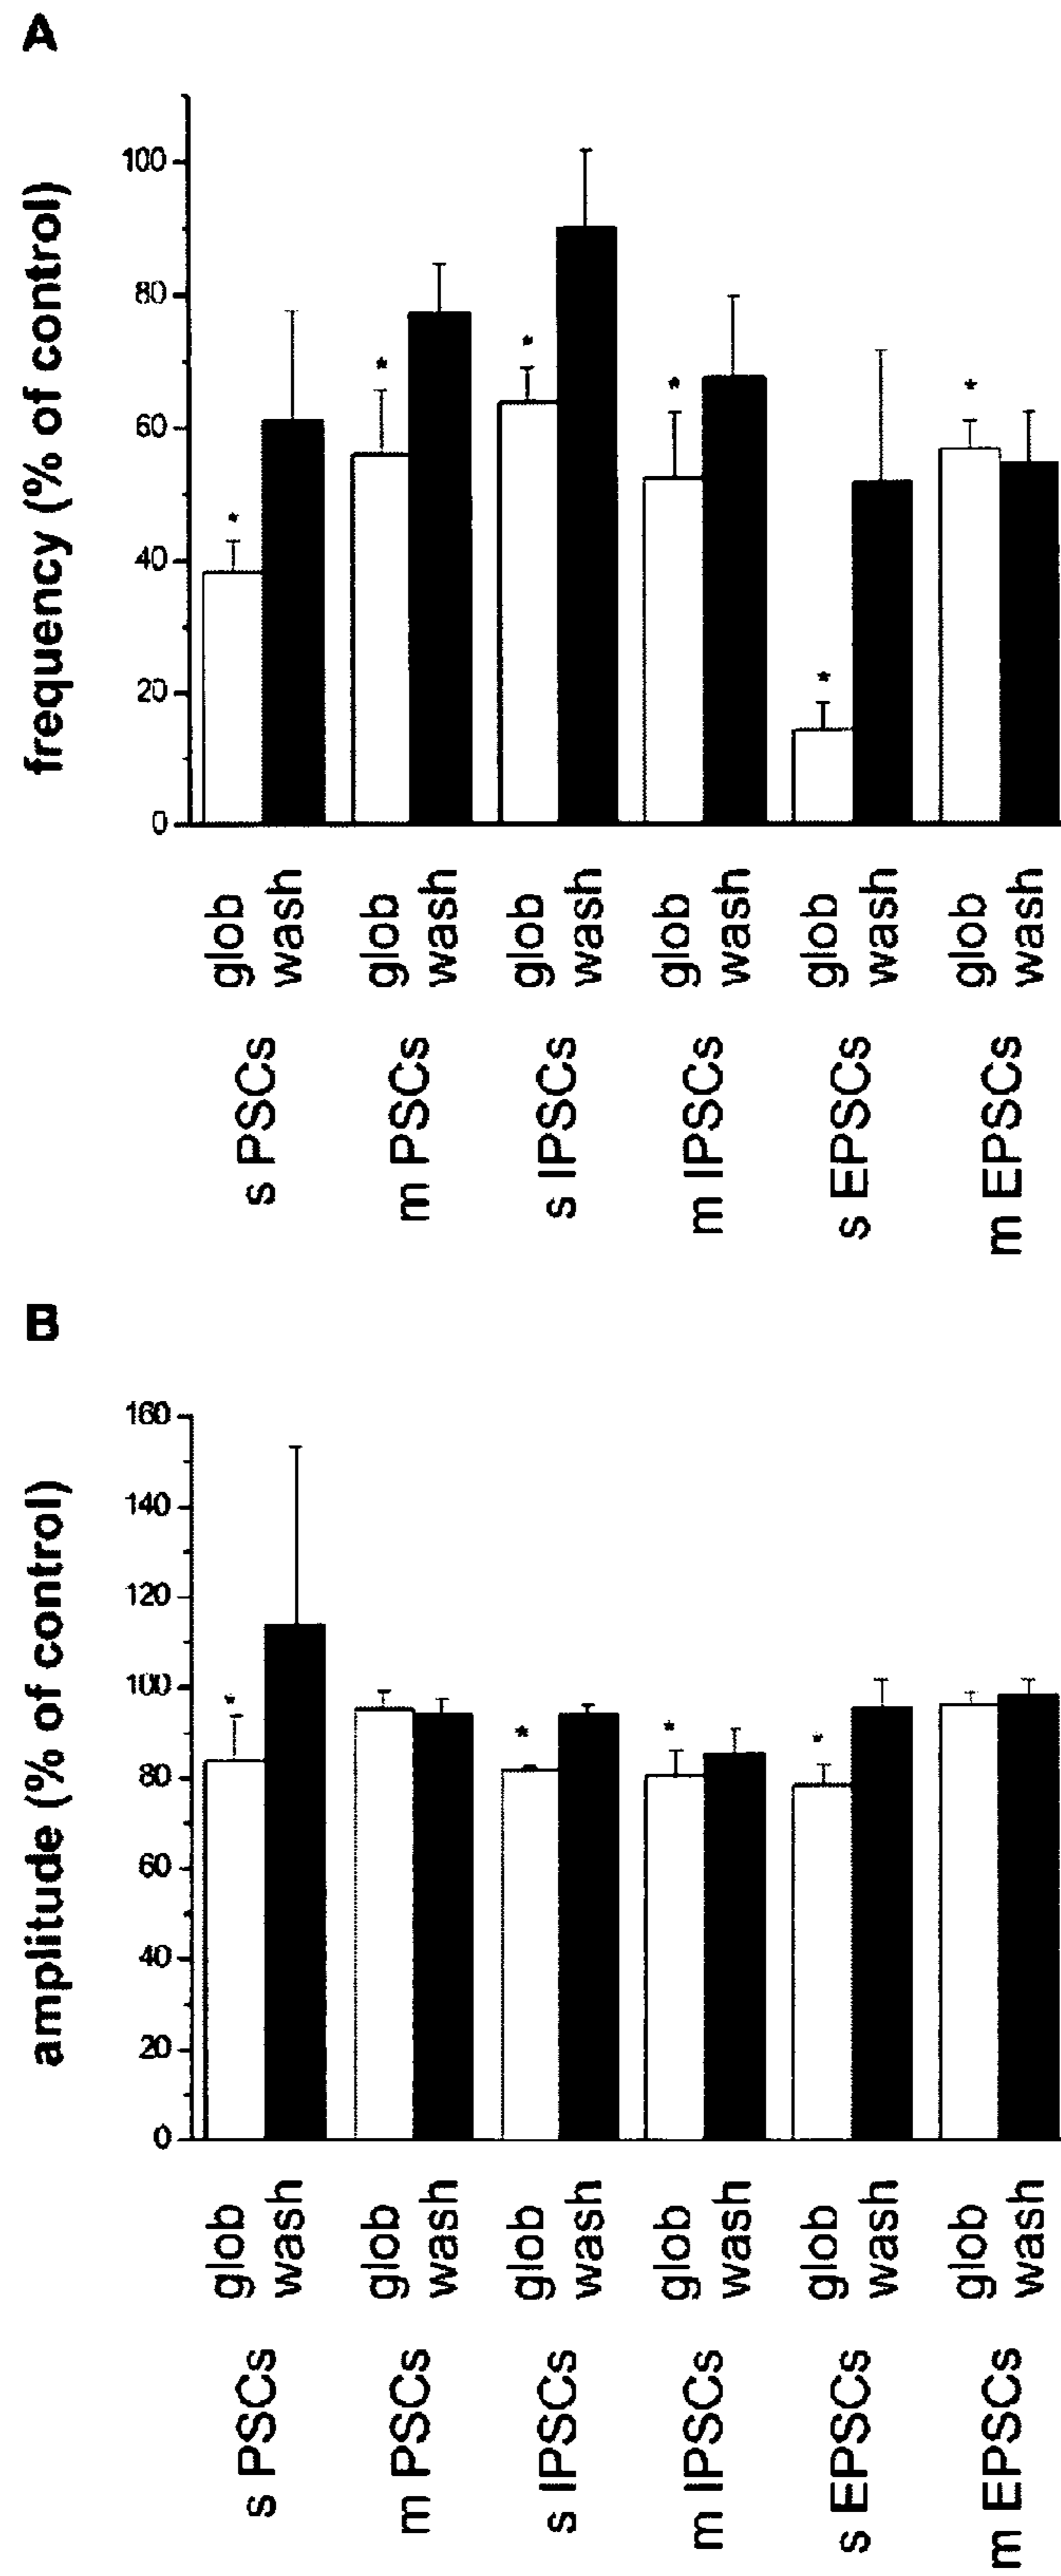 A
frequency (% of control)
100
80
60
40
20
0
glob wash glob wash glob wash glob wash glob wash glob wash
s PSCs m PSCs s IPSCs m IPSCs s EPSCs m EPSCs
* * * * * *
B
amplitude (% of control)
160
140
120
100
80
60
40
20
0
* * * *
glob wash glob wash glob wash glob wash glob wash glob wash
s PSCs m PSCs s IPSCs m IPSCs s EPSCs m EPSCs